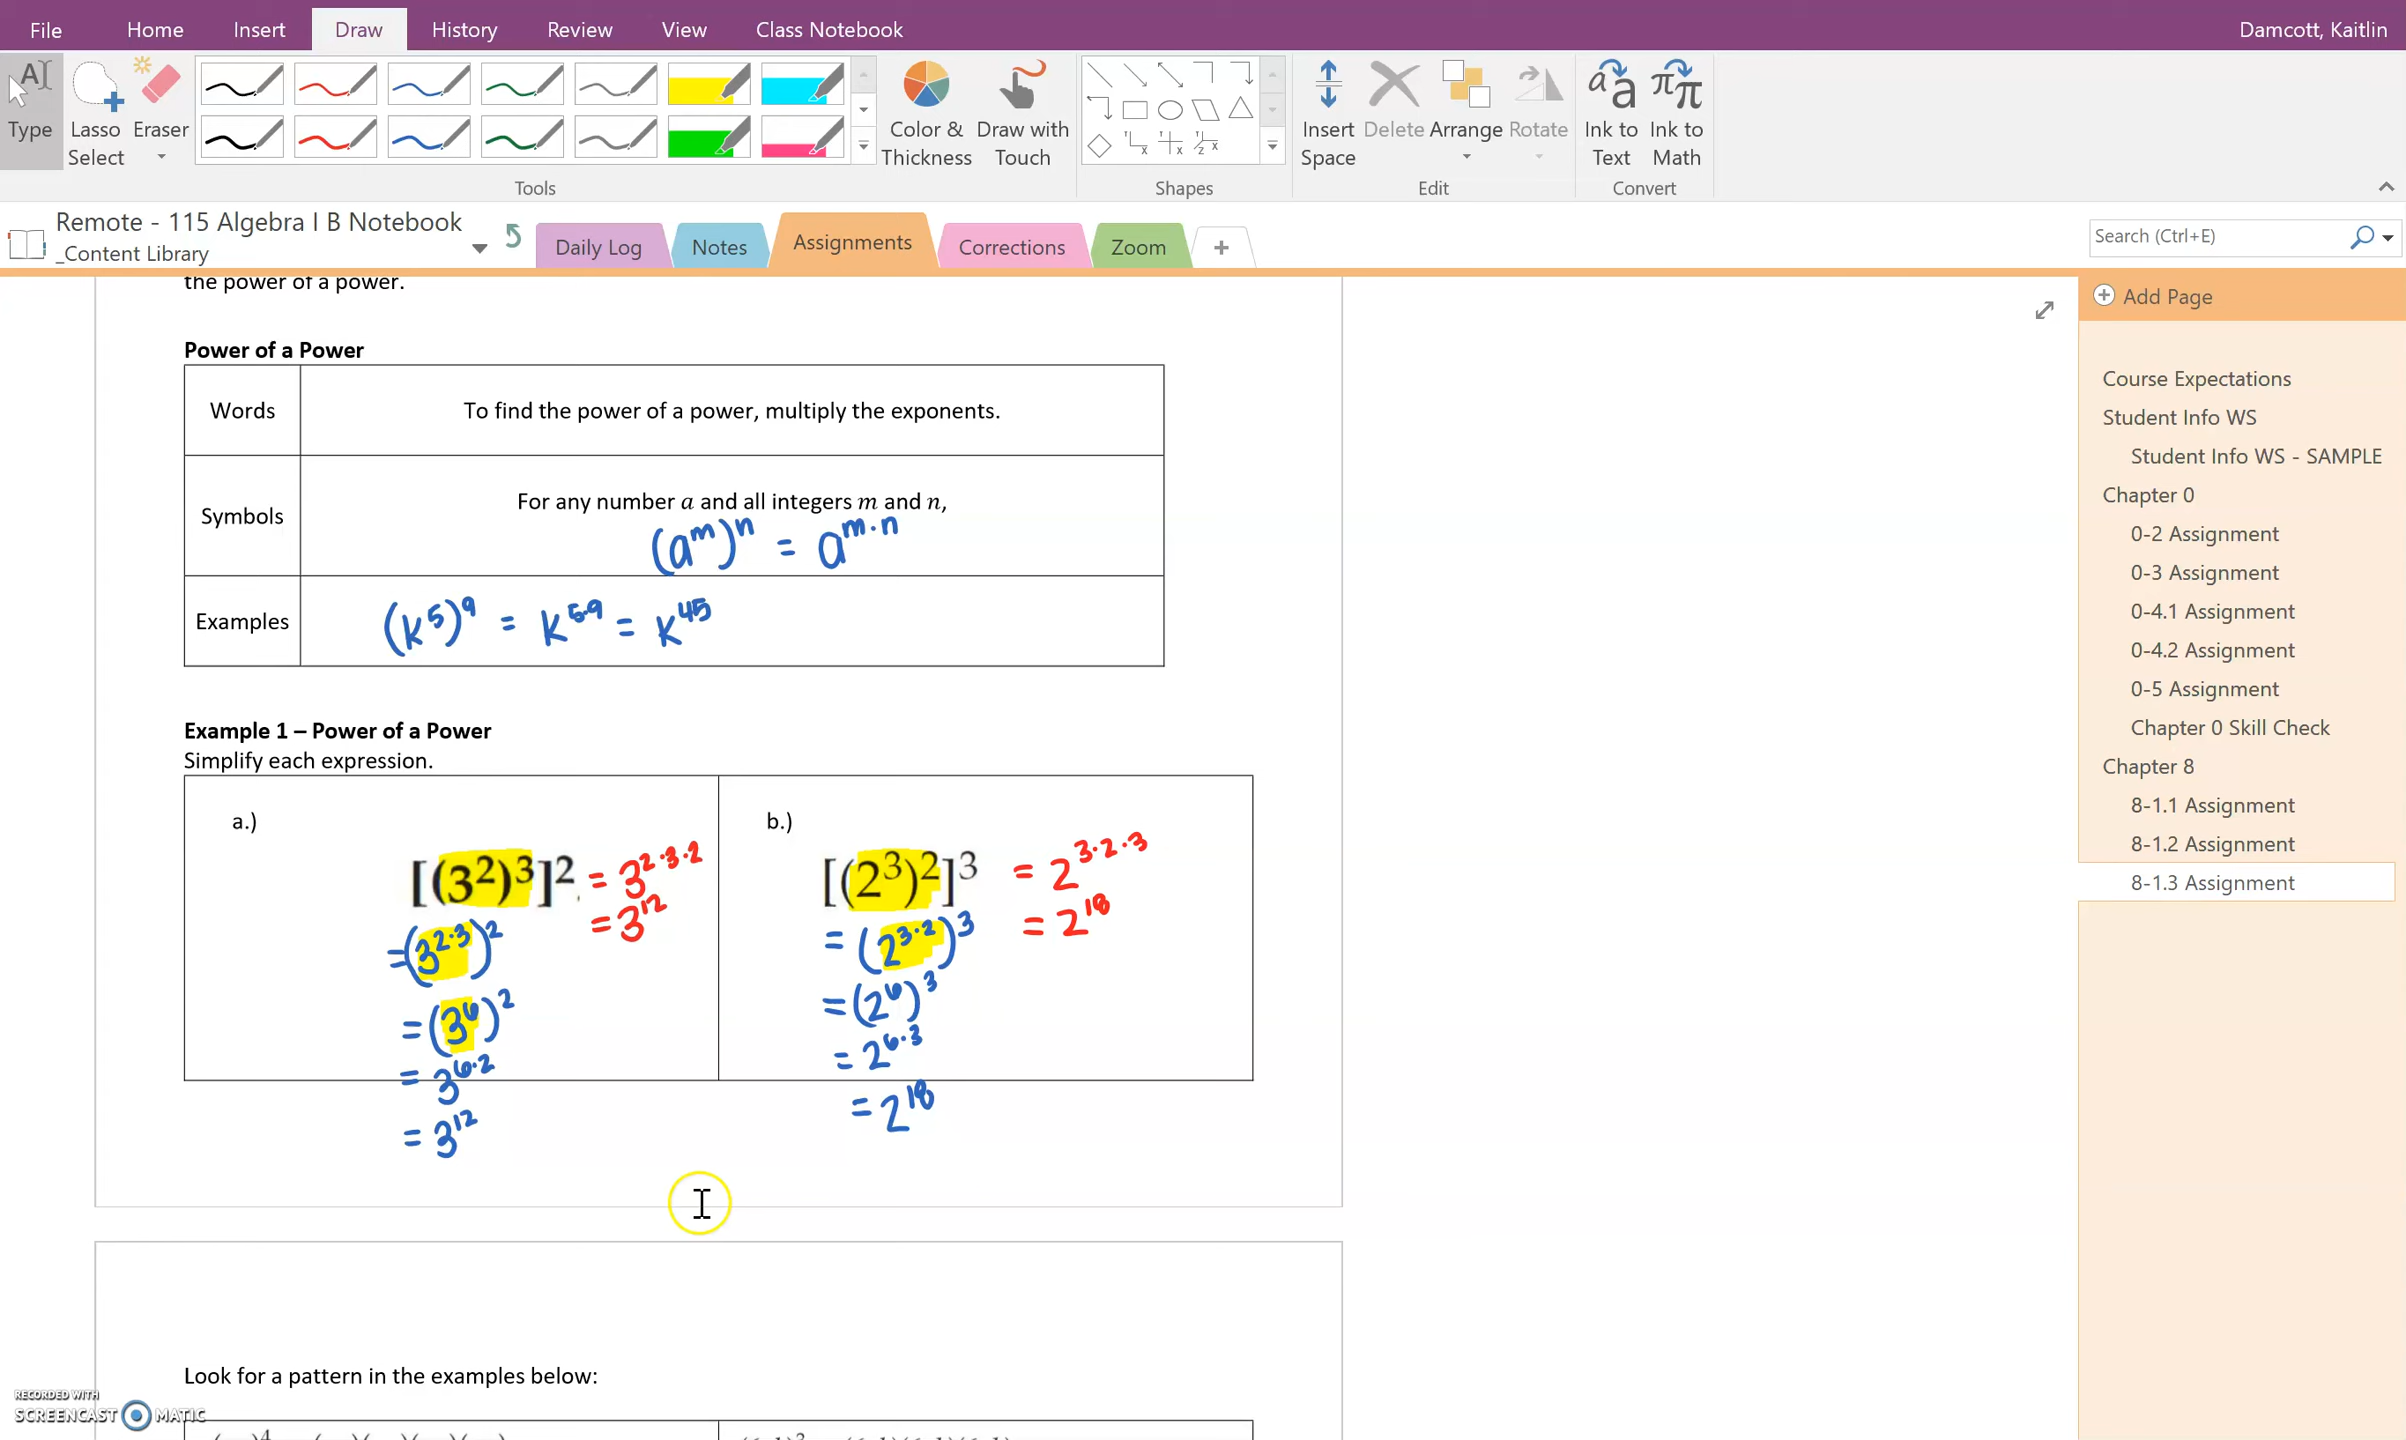 File Home Insert Draw History Review View Class Notebook Damcott, Kaitlin
Type Lasso Select Eraser Color & Thickness Draw with Touch Insert Space Delete Arrange Rotate Ink to Text Ink to Math
Tools Shapes Edit Convert
Remote - 115 Algebra I B Notebook
_Content Library
Daily Log Notes Assignments Corrections Zoom +
Search (Ctrl+E)
Add Page
Course Expectations
Student Info WS
Student Info WS - SAMPLE
Chapter 0
0-2 Assignment
0-3 Assignment
0-4.1 Assignment
0-4.2 Assignment
0-5 Assignment
Chapter 0 Skill Check
Chapter 8
8-1.1 Assignment
8-1.2 Assignment
8-1.3 Assignment
the power of a power.
Power of a Power
Words To find the power of a power, multiply the exponents.
Symbols For any number a and all integers m and n,
(a^m)^n = a^(m·n)
Examples (k^5)^9 = k^(5·9) = k^45
Example 1 – Power of a Power
Simplify each expression.
a.)
[(3²)³]² = 3^(2·3·2)
= 3^12
= (3^(2·3))²
= (3^6)²
= 3^(6·2)
= 3^12
b.)
[(2³)²]³ = 2^(3·2·3)
= 2^18
= (2^(3·2))³
= (2^6)³
= 2^(6·3)
= 2^18
Look for a pattern in the examples below:
RECORDED WITH
SCREENCAST MATIC